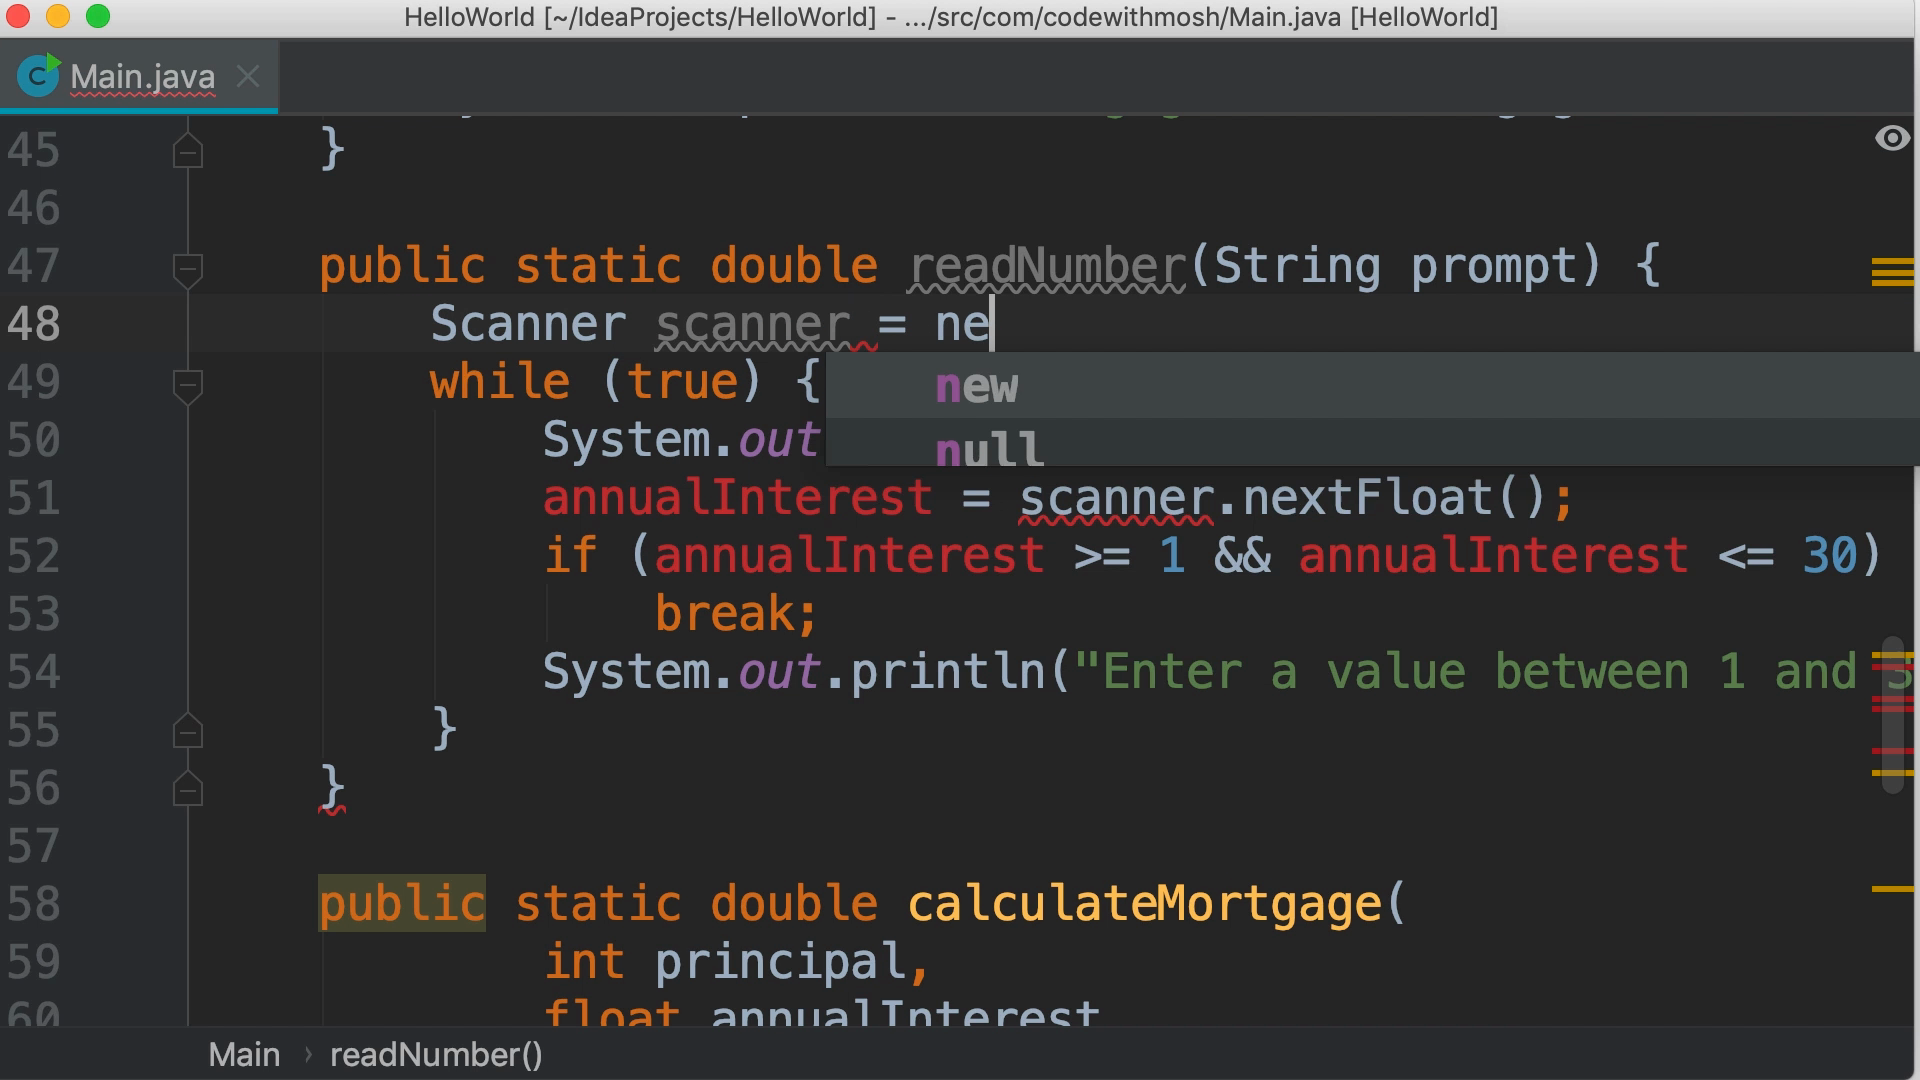 HelloWorld [~/IdeaProjects/HelloWorld] - .../src/com/codewithmosh/Main.java [HelloWorld]
Main.java
45 }
46
47 public static double readNumber(String prompt) {
48 Scanner scanner = ne
new
null
49 while (true) {
50 System.out
51 annualInterest = scanner.nextFloat();
52 if (annualInterest >= 1 && annualInterest <= 30)
53 break;
54 System.out.println("Enter a value between 1 and 3
55 }
56 }
57
58 public static double calculateMortgage(
59 int principal,
60 float annualInterest
Main › readNumber()